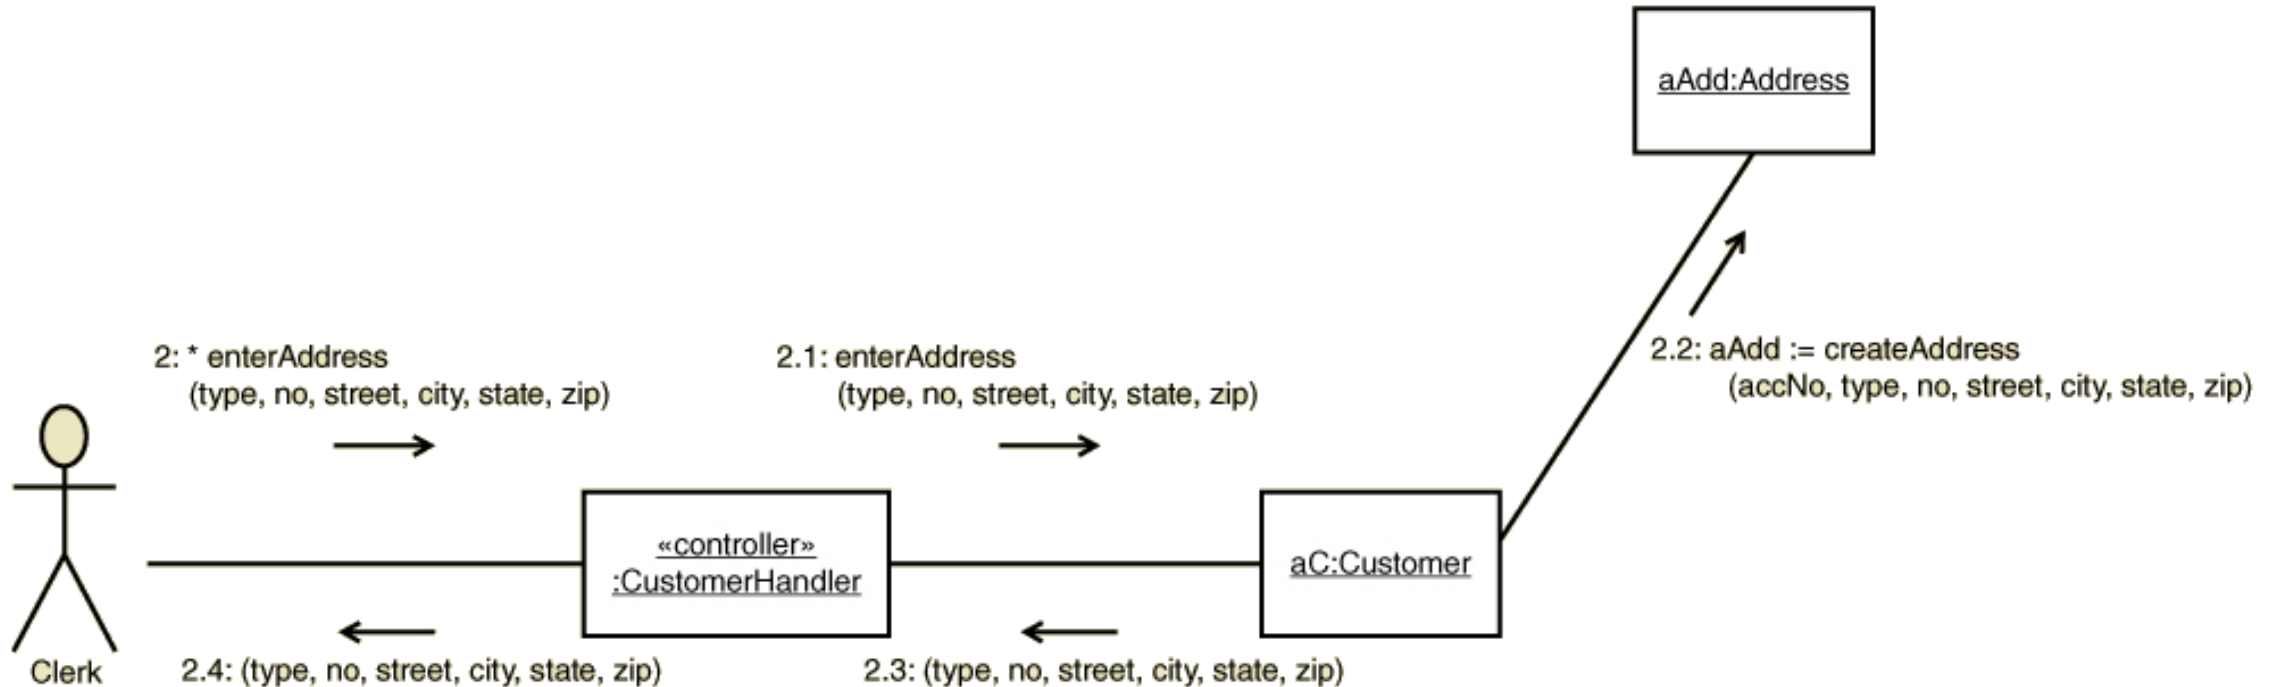 aAdd:Address
2: * enterAddress
(type, no, street, city, state, zip)
2.1: enterAddress
(type, no, street, city, state, zip)
2.2: aAdd := createAddress
(accNo, type, no, street, city, state, zip)
«controller»
:CustomerHandler
aC:Customer
Clerk
2.4: (type, no, street, city, state, zip)
2.3: (type, no, street, city, state, zip)